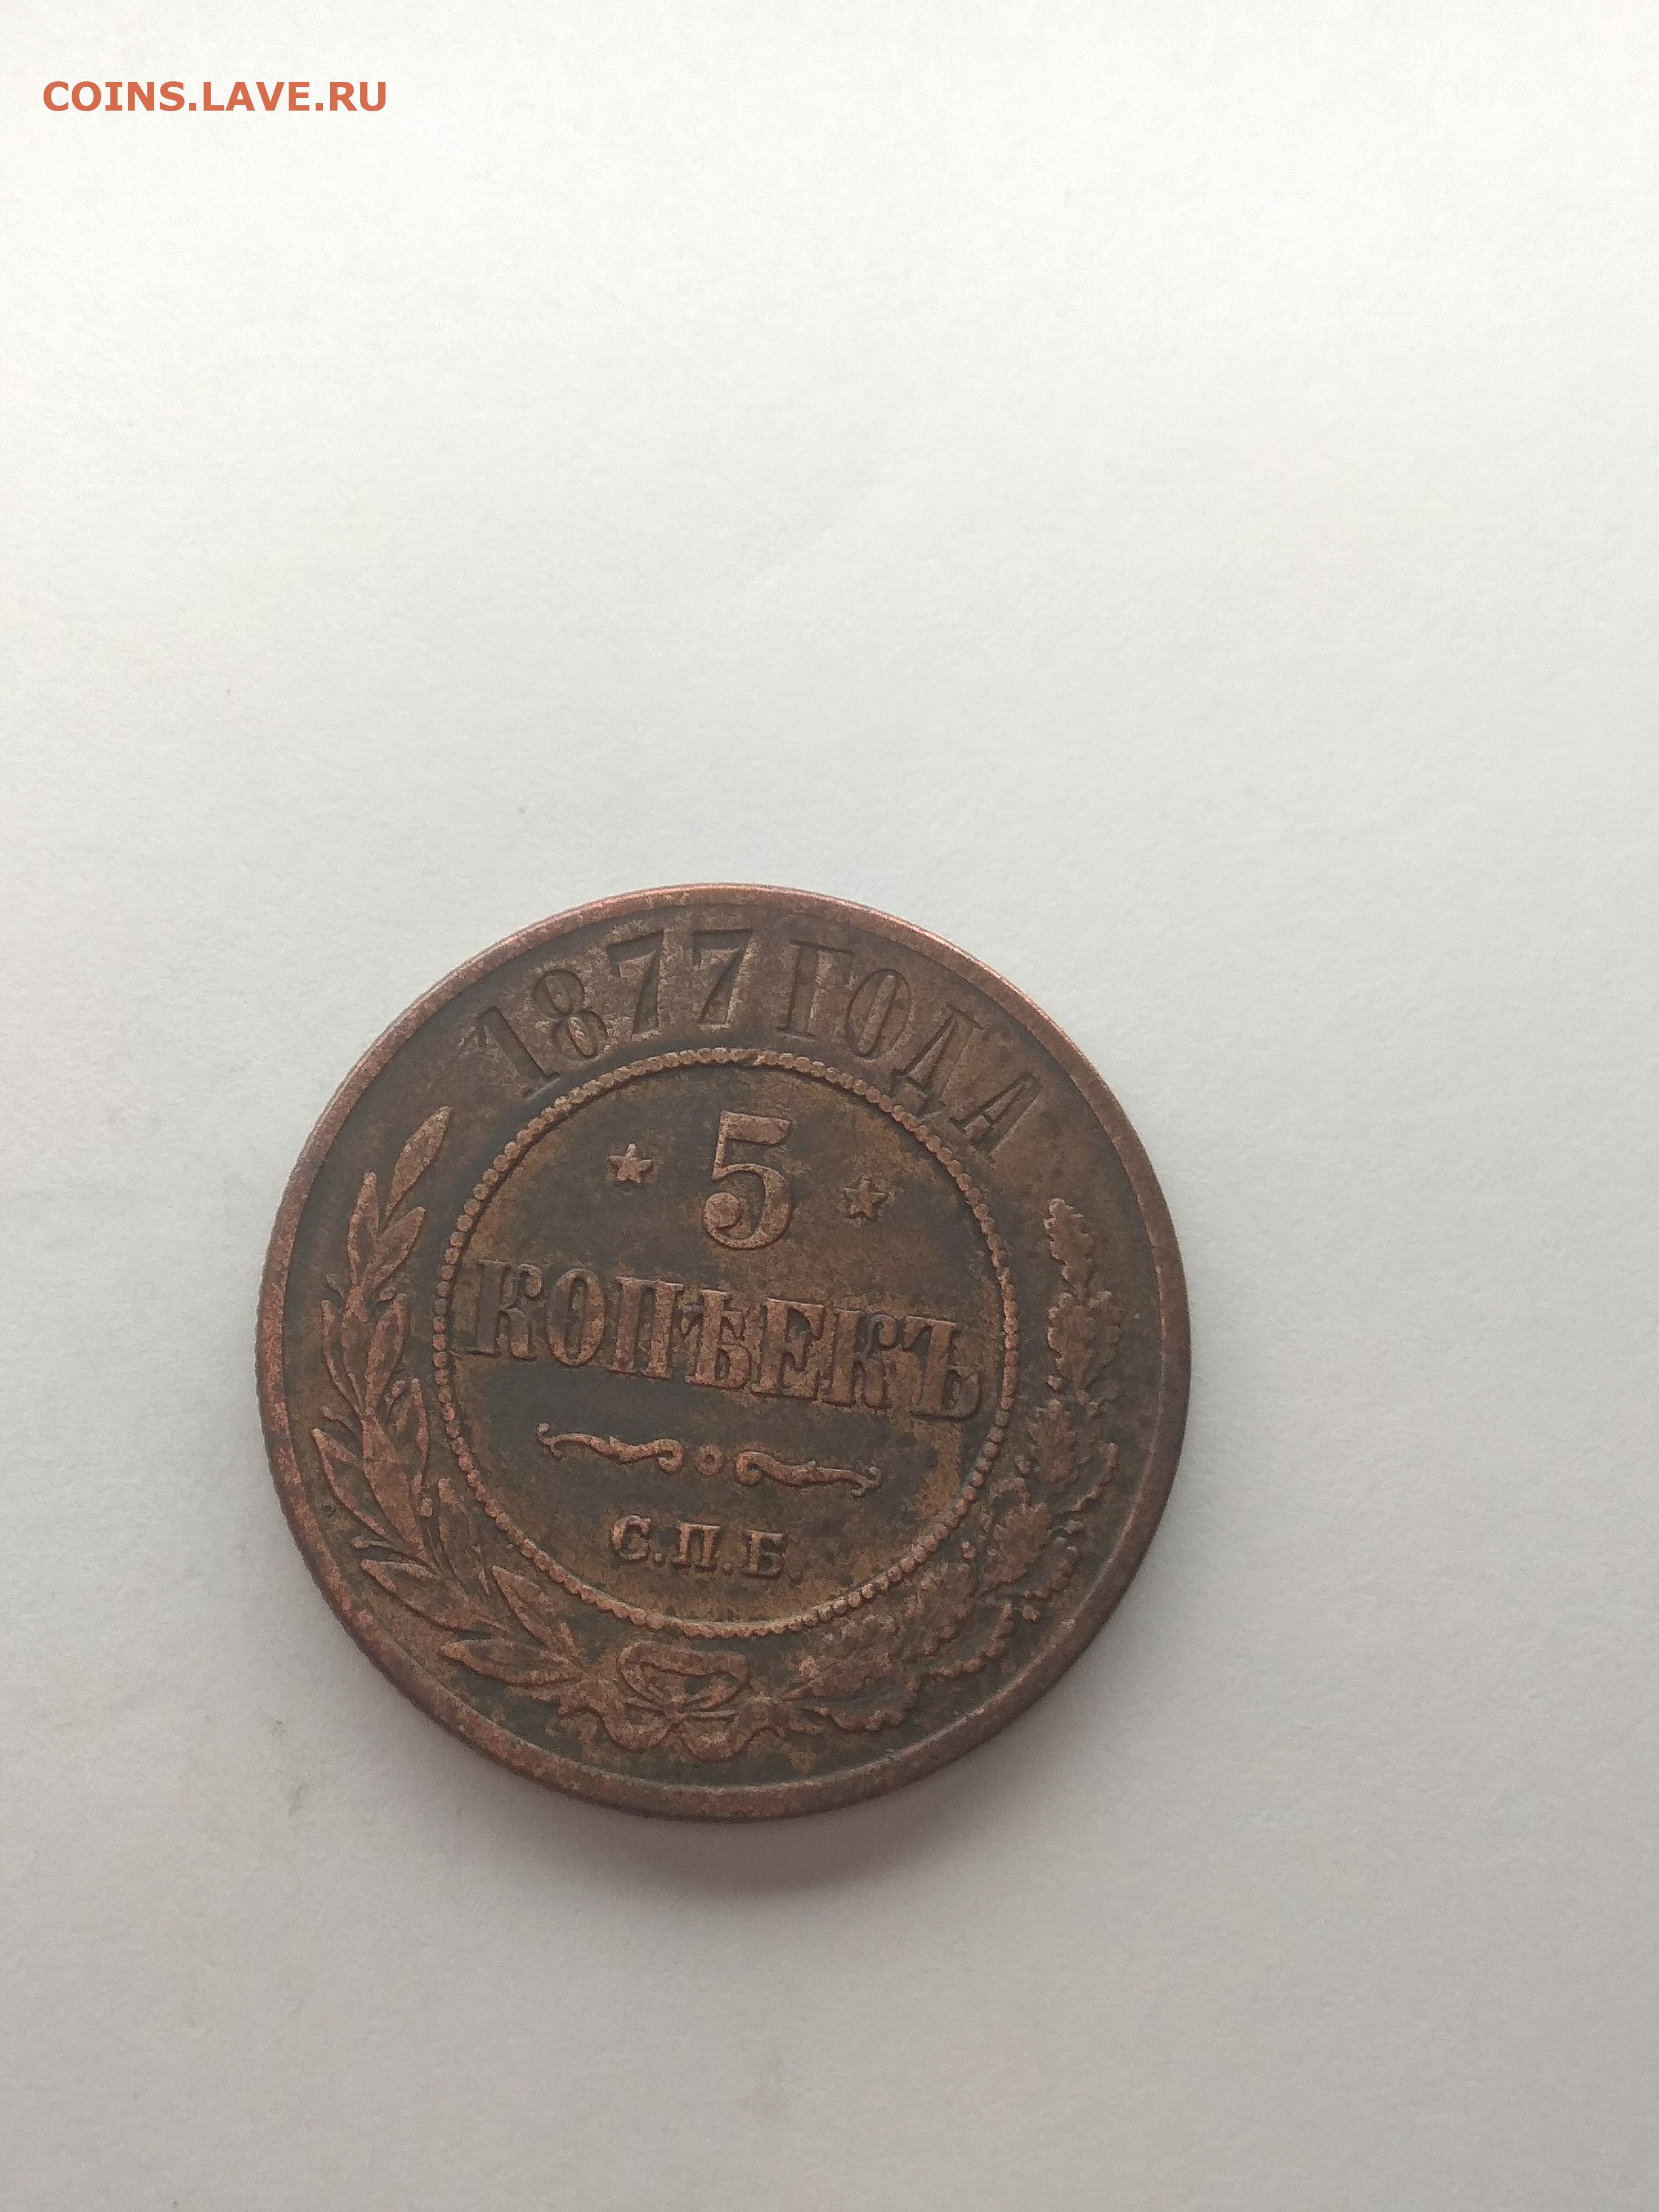 COINS.LAVE.RU
1877 ГОДА
5
КОПѢЕКЪ
С.П.Б.